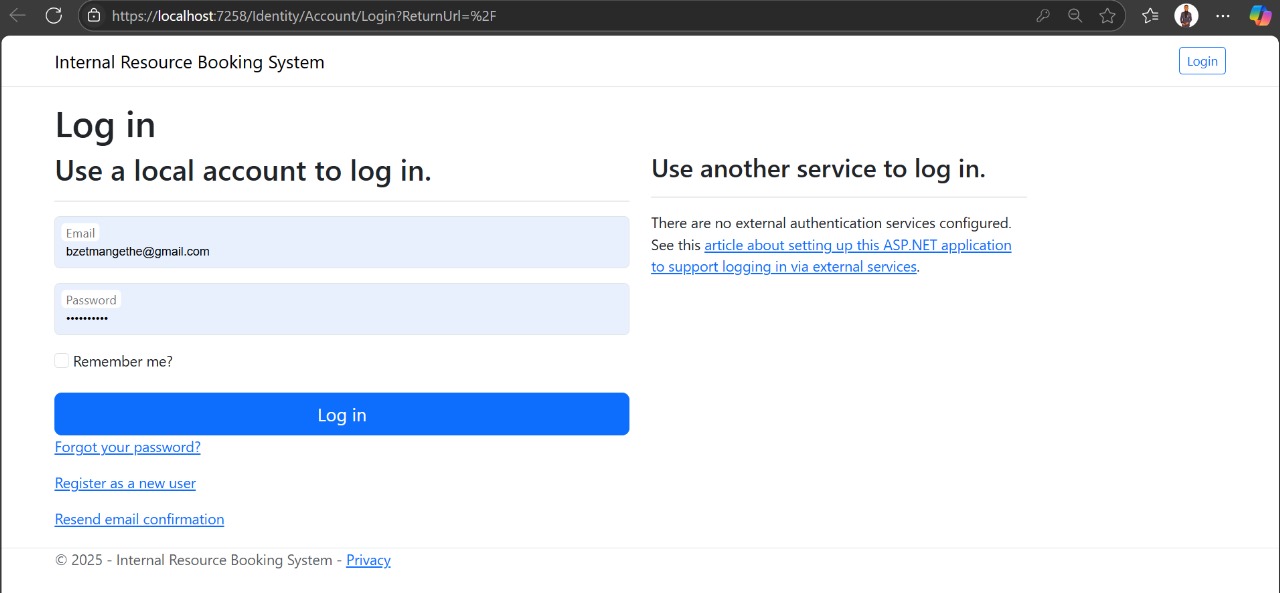 https://localhost:7258/Identity/Account/Login?ReturnUrl=%2F
Internal Resource Booking System
Login
Log in
Use a local account to log in.
Email
bzetmangethe@gmail.com
Password
••••••••••
Remember me?
Log in
Forgot your password?
Register as a new user
Resend email confirmation
Use another service to log in.
There are no external authentication services configured.
See this article about setting up this ASP.NET application
to support logging in via external services.
© 2025 - Internal Resource Booking System - Privacy